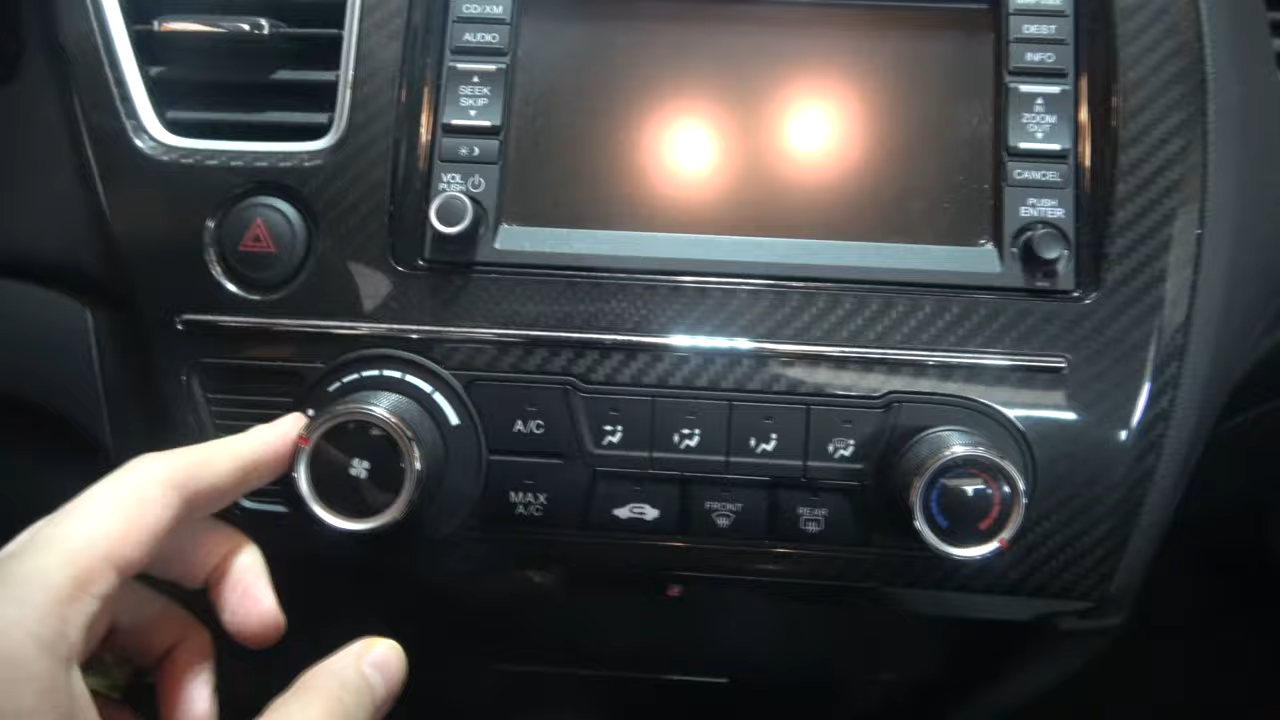 CD/XM
AUDIO
SEEK
SKIP
VOL
PUSH
DEST
INFO
IN
ZOOM
OUT
CANCEL
PUSH
ENTER
A/C
MAX
A/C
FRONT
REAR